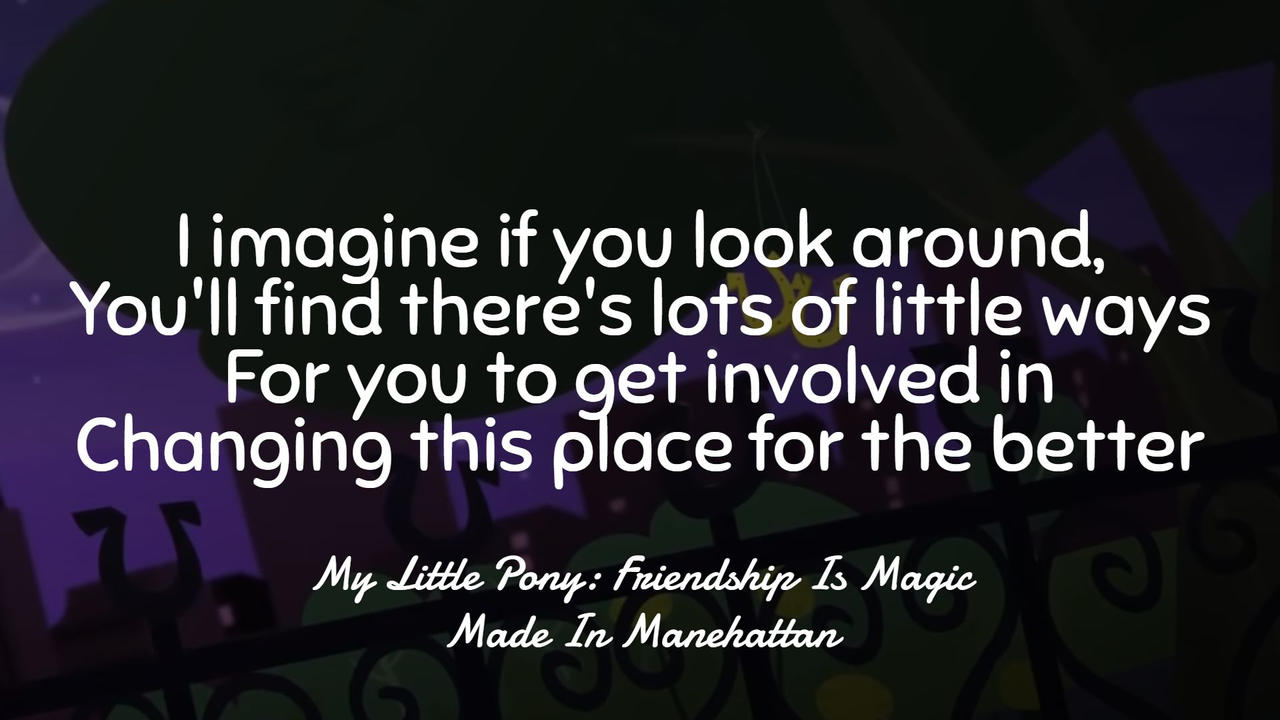 I imagine if you look around,
You'll find there's lots of little ways
For you to get involved in
Changing this place for the better
My Little Pony: Friendship Is Magic
Made In Manehattan